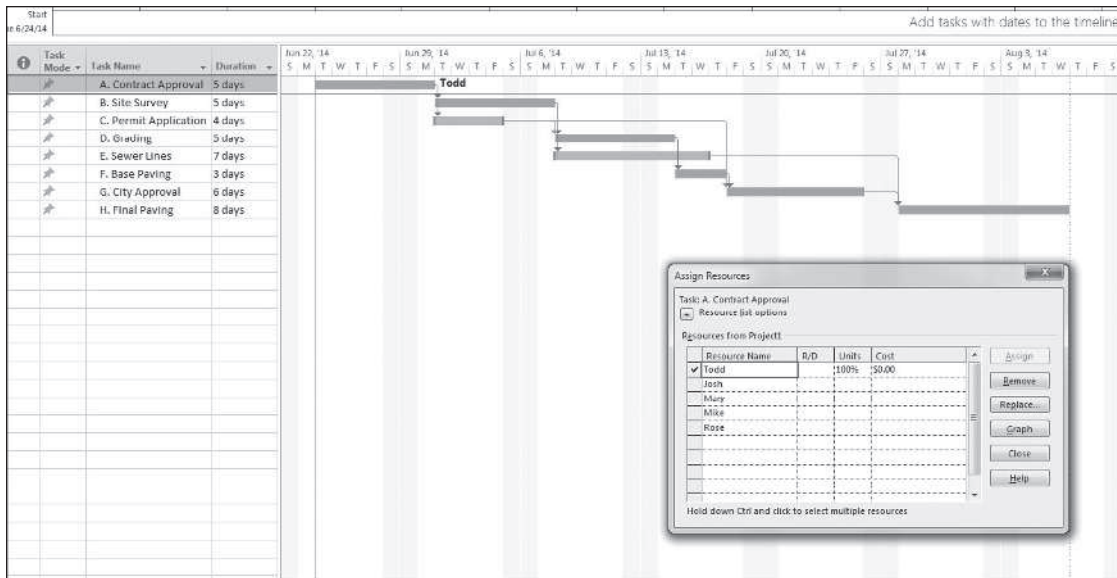 Start
e 6/24/14
Add tasks with dates to the timeline
Task Mode
Task Name
Duration
Jun 22, '14
Jun 29, '14
Jul 6, '14
Jul 13, '14
Jul 20, '14
Jul 27, '14
Aug 3, '14
S M T W T F S S M T W T F S S M T W T F S S M T W T F S S M T W T F S S M T W T F S S M T W T F S
A. Contract Approval 5 days
Todd
B. Site Survey 5 days
C. Permit Application 4 days
D. Grading 5 days
E. Sewer Lines 7 days
F. Base Paving 3 days
G. City Approval 6 days
H. Final Paving 8 days
Assign Resources
Task: A. Contract Approval
Resource list options
Resources from Project1
Resource Name R/D Units Cost
Todd 100% $0.00
Josh
Mary
Mike
Rose
Assign
Remove
Replace...
Graph
Close
Help
Hold down Ctrl and click to select multiple resources